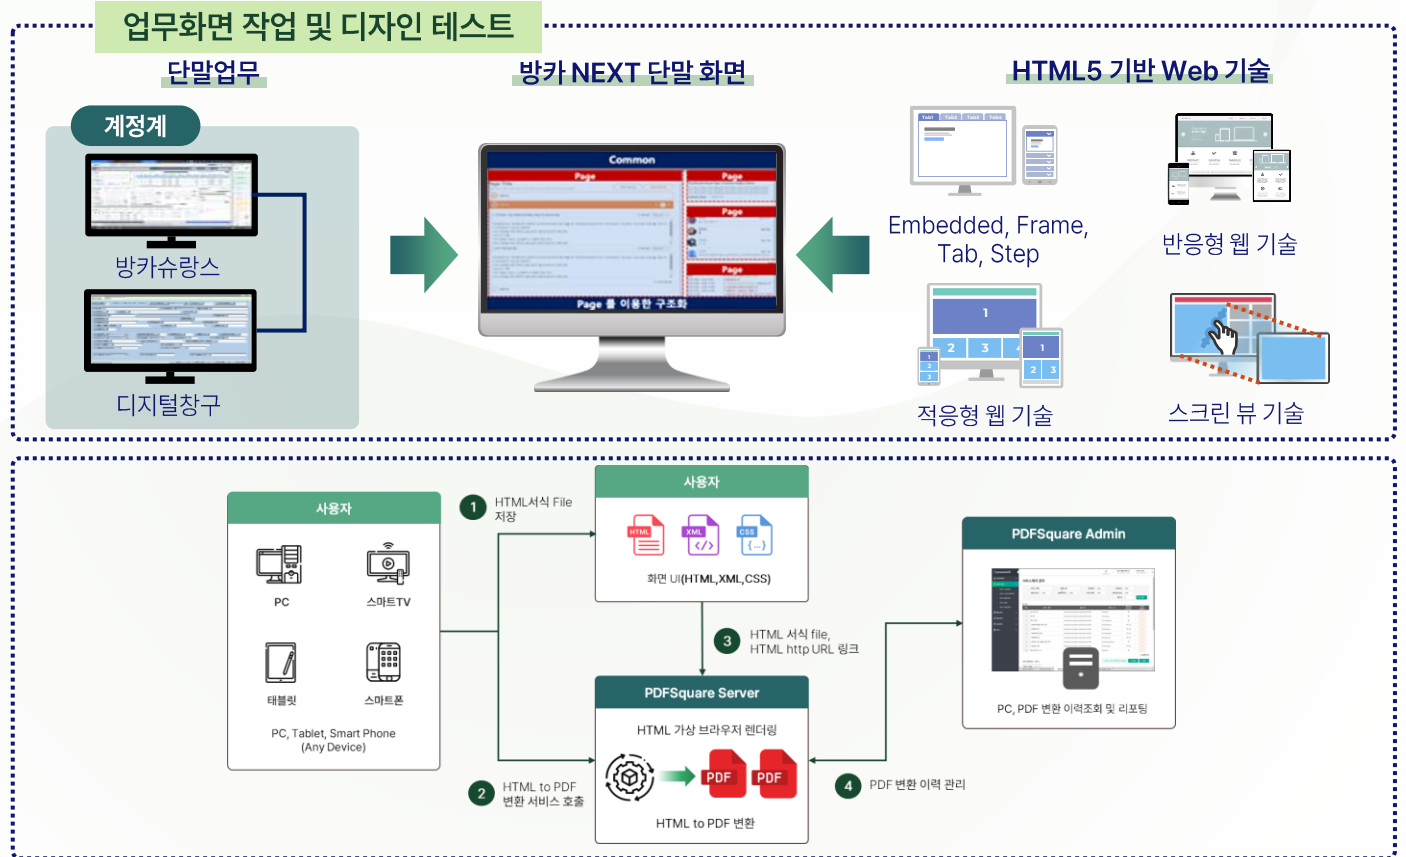 업무화면 작업 및 디자인 테스트
단말업무
계정계
방카슈랑스
디지털창구
방카 NEXT 단말 화면
Common
Page
Page Title
Page
Page
Page
Page 를 이용한 구조화
HTML5 기반 Web 기술
Tab1 Tab2 Tab3 Tab4
Embedded, Frame,
Tab, Step
반응형 웹 기술
1
2 3 4
1
2
3
1
2 3
적응형 웹 기술
스크린 뷰 기술
사용자
PC
스마트TV
태블릿
스마트폰
PC, Tablet, Smart Phone
(Any Device)
1 HTML서식 File
저장
2 HTML to PDF
변환 서비스 호출
사용자
HTML
XML
CSS
화면 UI(HTML,XML,CSS)
3 HTML 서식 file,
HTML http URL 링크
PDFSquare Server
HTML 가상 브라우저 렌더링
PDF PDF
HTML to PDF 변환
4 PDF 변환 이력 관리
PDFSquare Admin
PC, PDF 변환 이력조회 및 리포팅